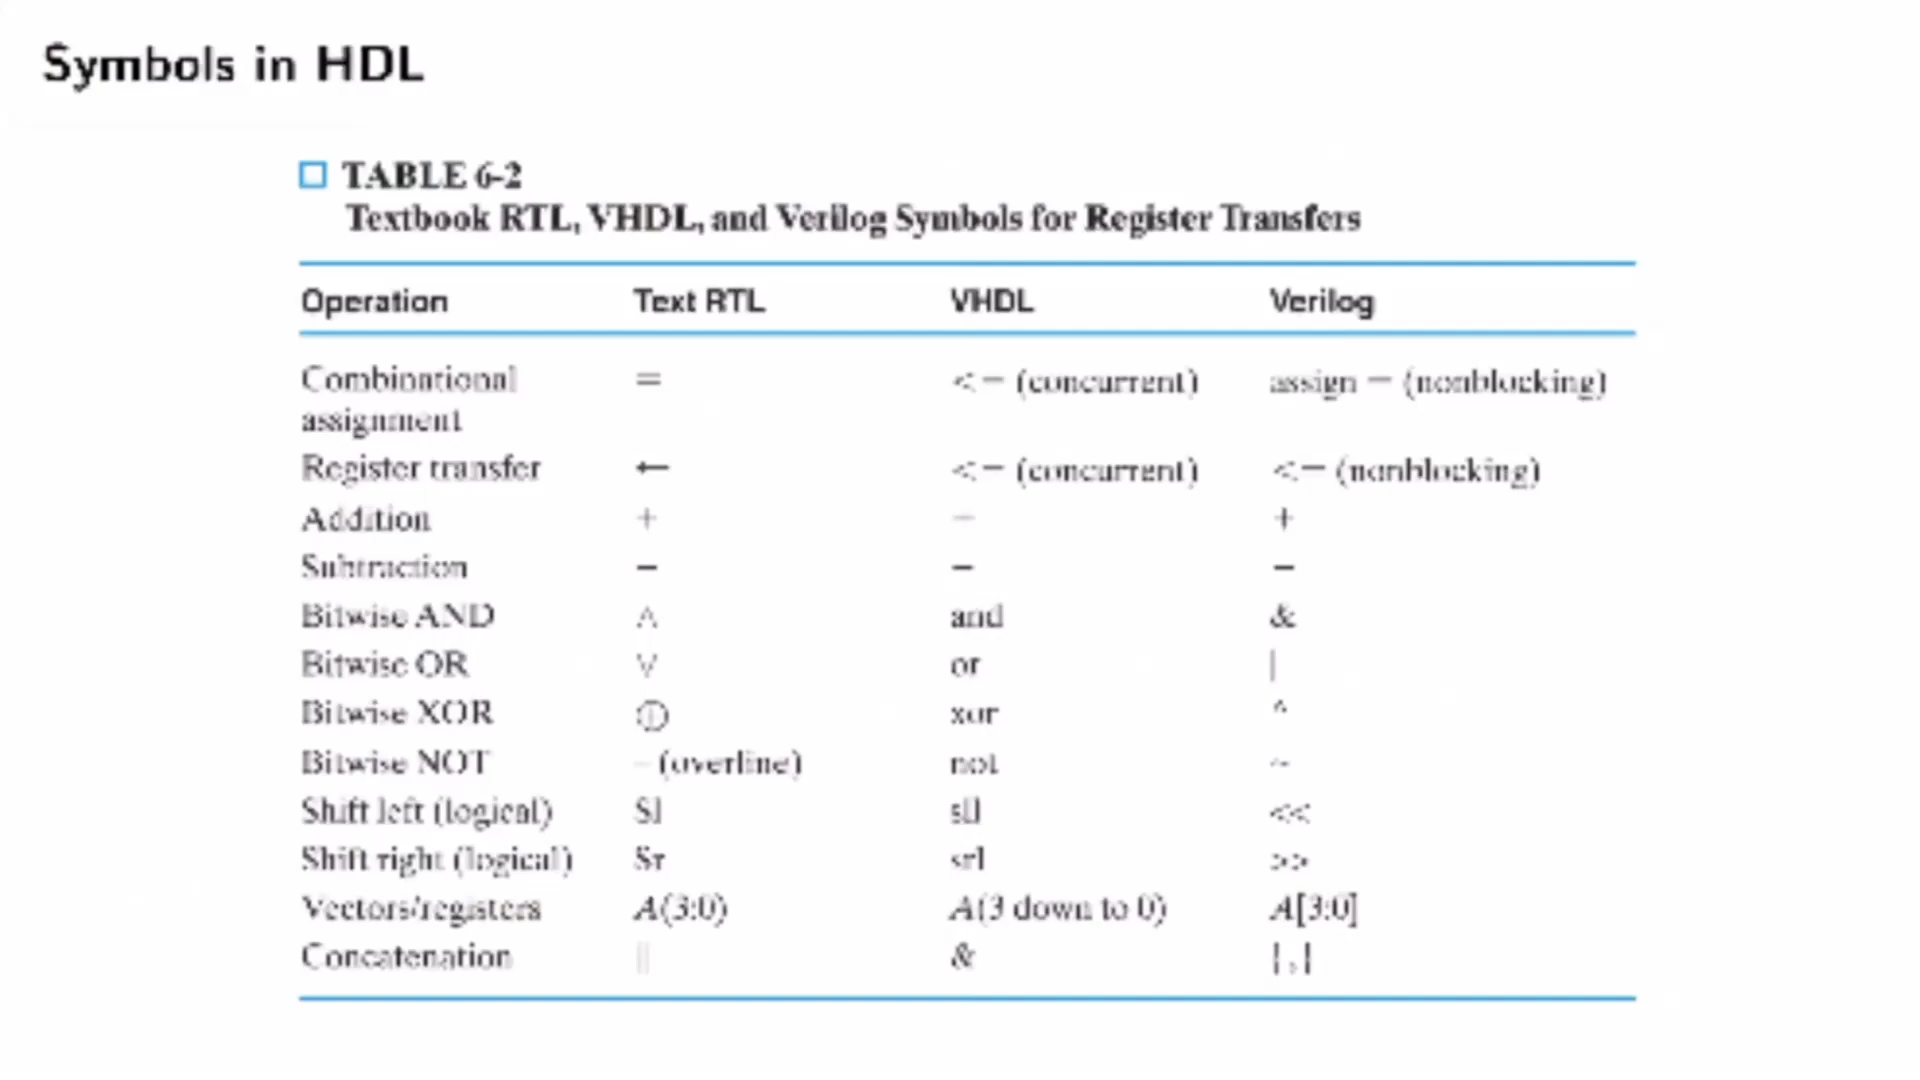 Symbols in HDL
TABLE 6-2
Textbook RTL, VHDL, and Verilog Symbols for Register Transfers
Operation Text RTL VHDL Verilog
Combinational assignment = <= (concurrent) assign = (nonblocking)
Register transfer ← <= (concurrent) <= (nonblocking)
Addition + +
Subtraction − − −
Bitwise AND ∧ and &
Bitwise OR ∨ or |
Bitwise XOR ⊕ xor ^
Bitwise NOT ‾ (overline) not ~
Shift left (logical) sl sll <<
Shift right (logical) sr srl >>
Vectors/registers A(3:0) A(3 down to 0) A[3:0]
Concatenation || & {,}